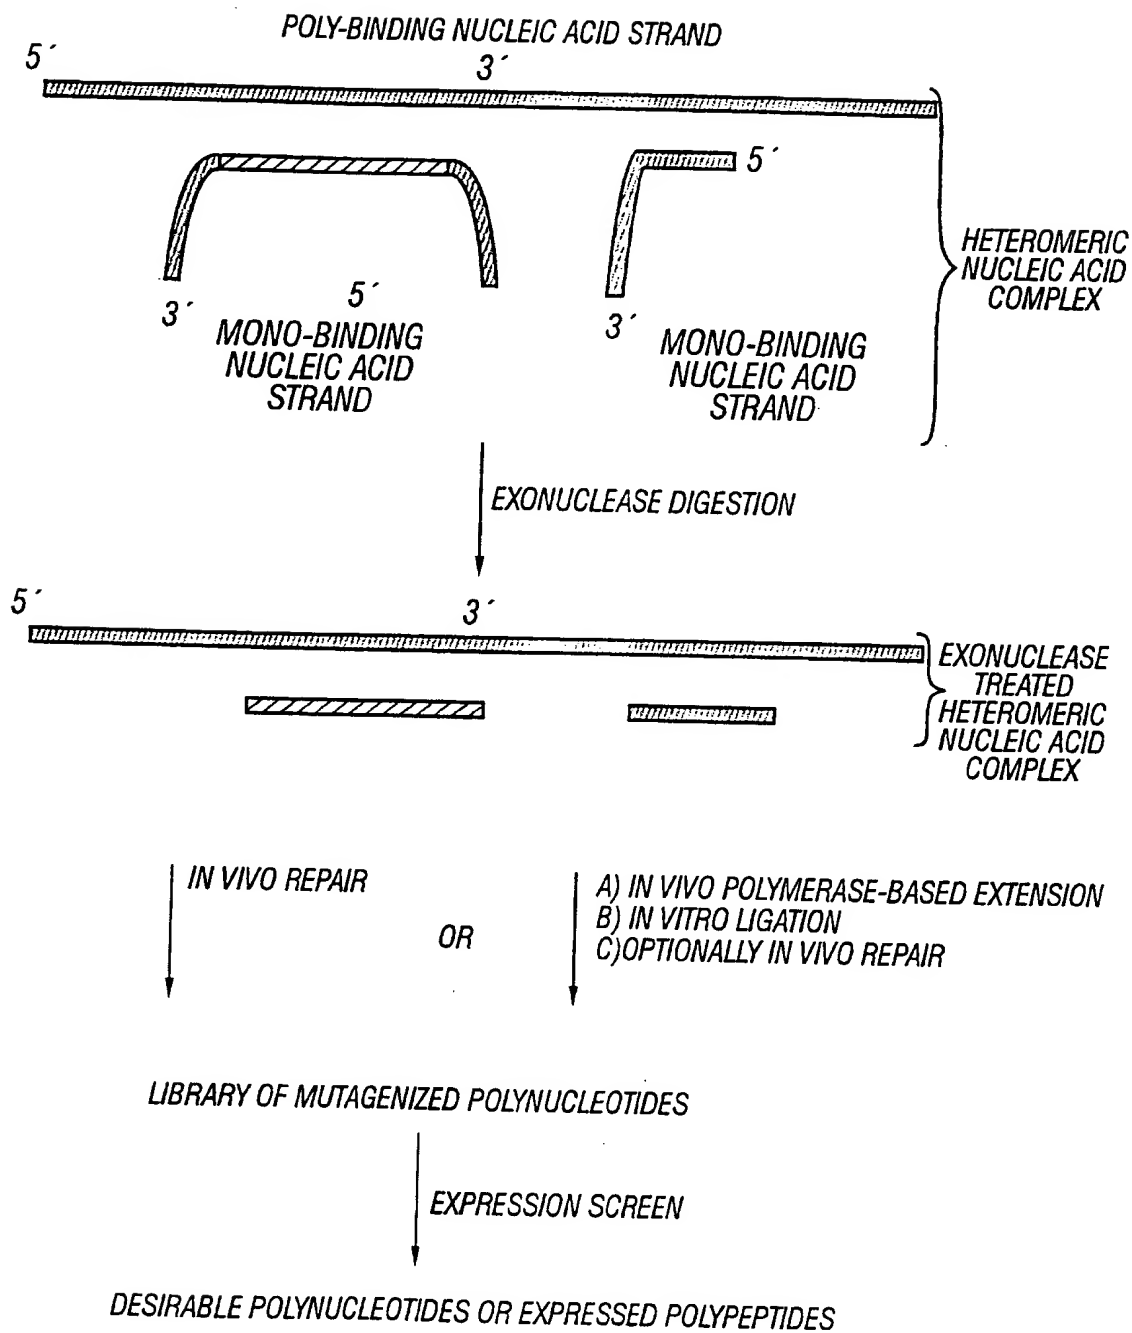 POLY-BINDING NUCLEIC ACID STRAND
5´
3´
5´
3´
5´
3´
MONO-BINDING
NUCLEIC ACID
STRAND
MONO-BINDING
NUCLEIC ACID
STRAND
HETEROMERIC
NUCLEIC ACID
COMPLEX
EXONUCLEASE DIGESTION
5´
3´
EXONUCLEASE
TREATED
HETEROMERIC
NUCLEIC ACID
COMPLEX
IN VIVO REPAIR
OR
A) IN VIVO POLYMERASE-BASED EXTENSION
B) IN VITRO LIGATION
C)OPTIONALLY IN VIVO REPAIR
LIBRARY OF MUTAGENIZED POLYNUCLEOTIDES
EXPRESSION SCREEN
DESIRABLE POLYNUCLEOTIDES OR EXPRESSED POLYPEPTIDES